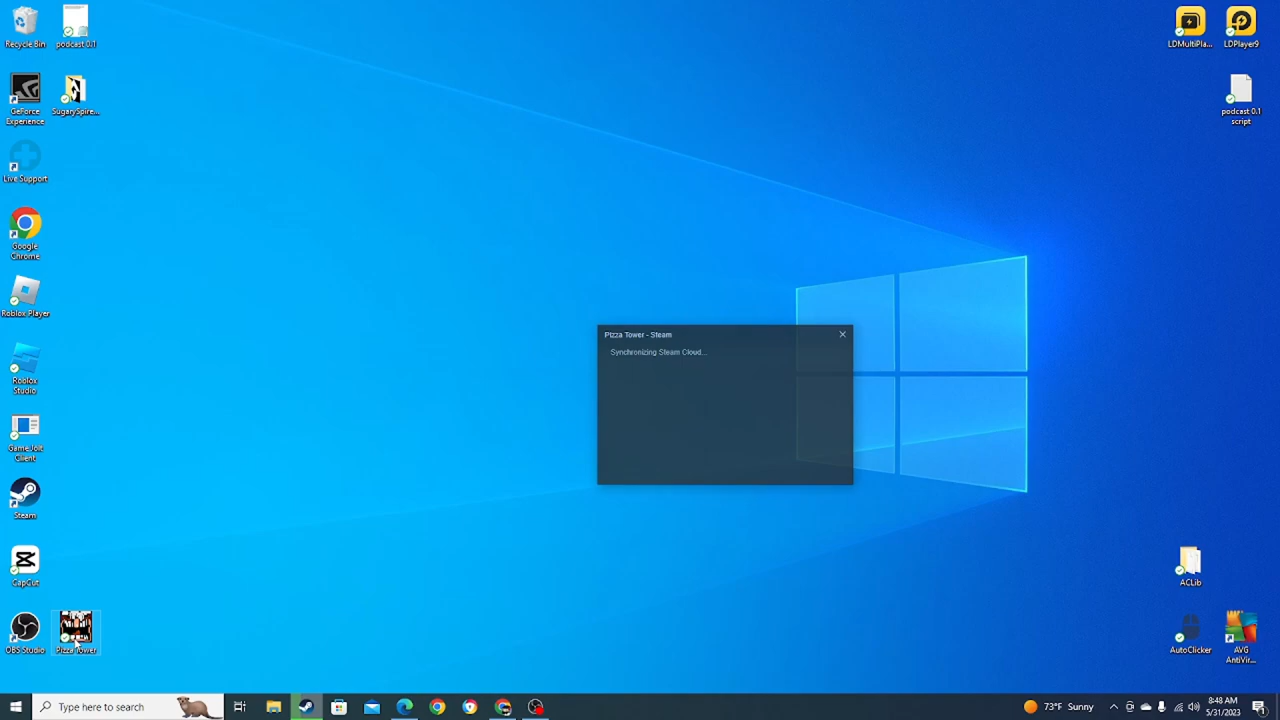 Recycle Bin
podcast 0.1
GeForce
Experience
SugarySpire...
Live Support
Google
Chrome
Roblox Player
Roblox
Studio
GameJolt
Client
Steam
CapCut
OBS Studio
Pizza Tower
Pizza Tower - Steam
Synchronizing Steam Cloud...
LDMultiPla...
LDPlayer9
podcast 0.1
script
ACLib
AutoClicker
AVG
AntiVir...
Type here to search
73°F Sunny
8:48 AM
5/31/2023